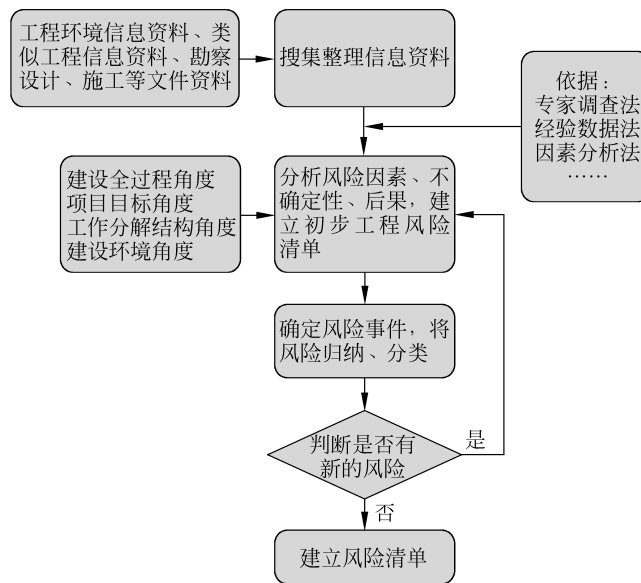 工程环境信息资料、类
似工程信息资料、勘察
设计、施工等文件资料
搜集整理信息资料
依据：
专家调查法
经验数据法
因素分析法
……
建设全过程角度
项目目标角度
工作分解结构角度
建设环境角度
分析风险因素、不
确定性、后果，建
立初步工程风险
清单
确定风险事件，将
风险归纳、分类
判断是否有
新的风险
是
否
建立风险清单